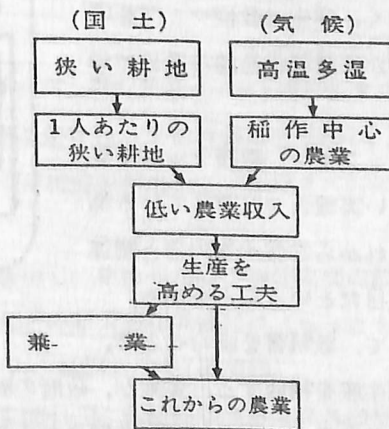 (国 土)
(気 候)
狭い耕地
高温多湿
1人あたりの
狭い耕地
稲作中心
の農業
低い農業収入
生産を
高める工夫
兼 業
これからの農業